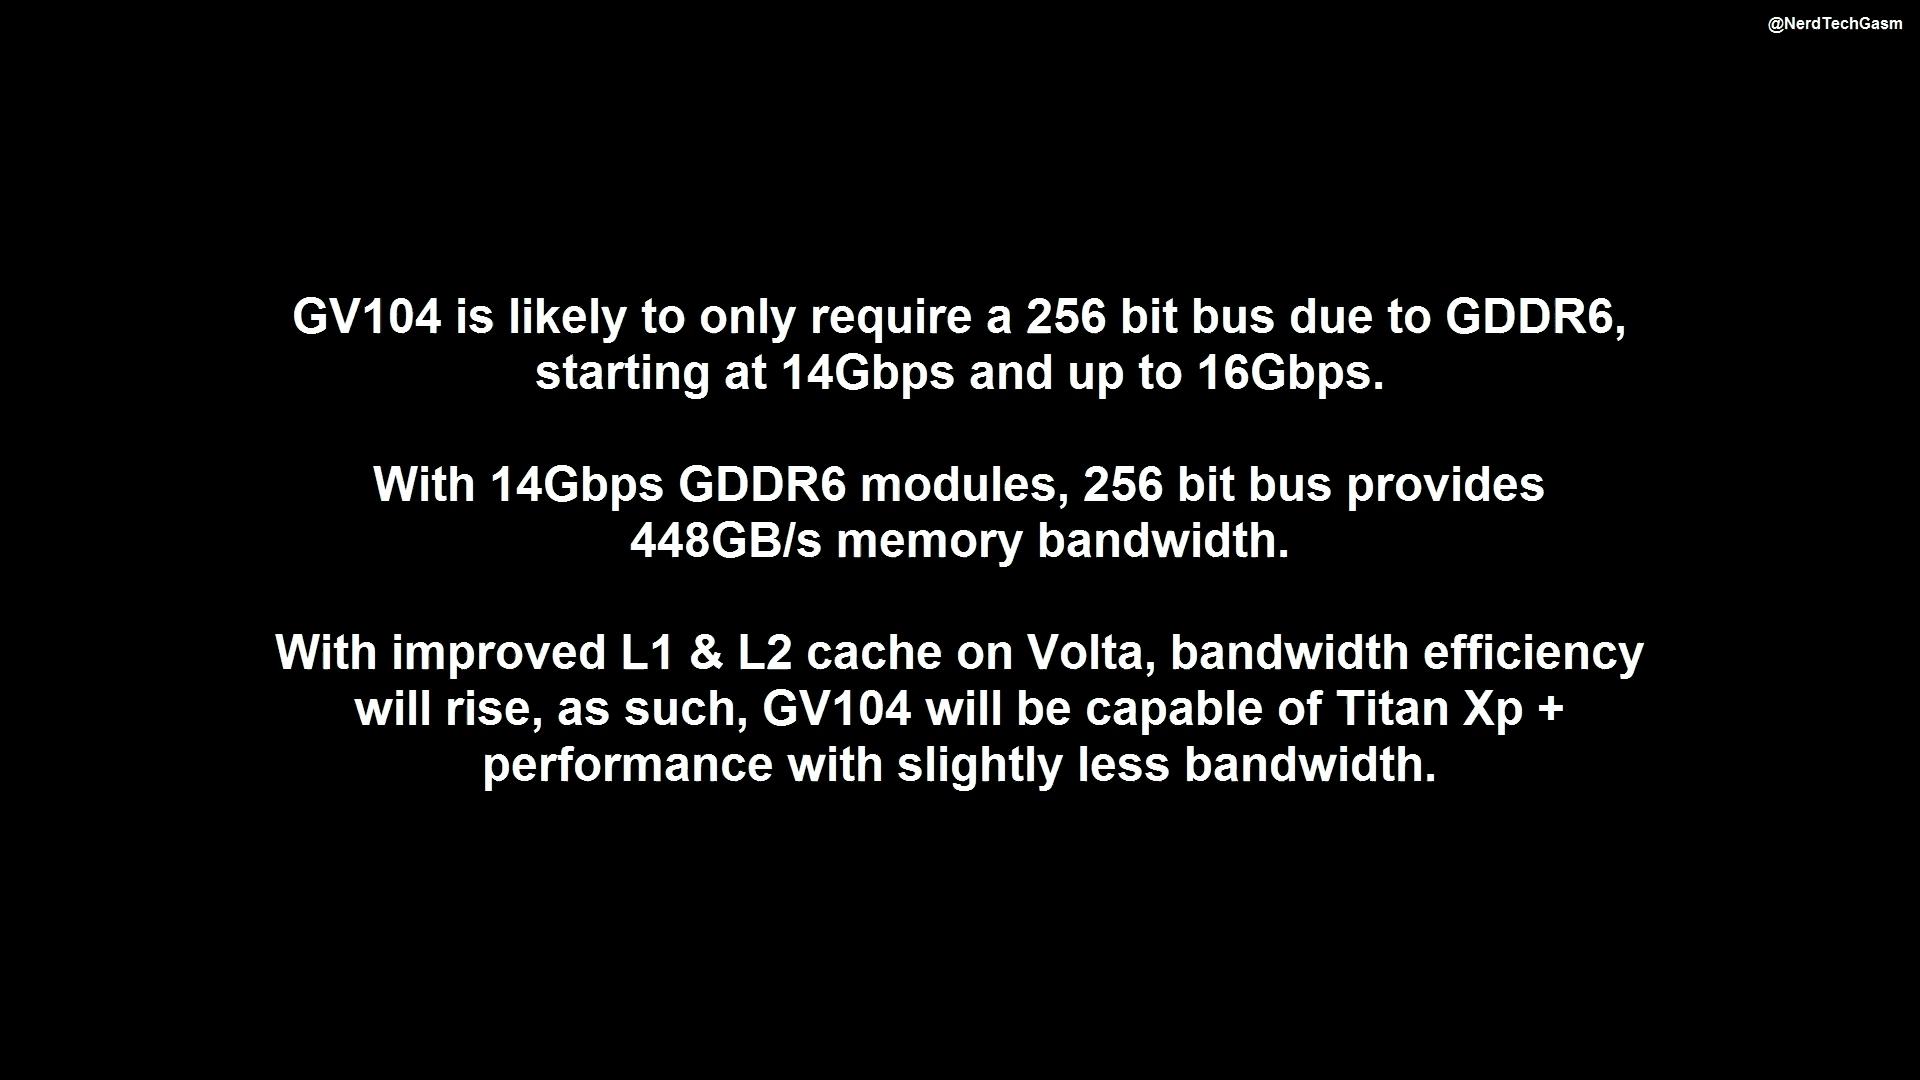 @NerdTechGasm
GV104 is likely to only require a 256 bit bus due to GDDR6,
starting at 14Gbps and up to 16Gbps.
With 14Gbps GDDR6 modules, 256 bit bus provides
448GB/s memory bandwidth.
With improved L1 & L2 cache on Volta, bandwidth efficiency
will rise, as such, GV104 will be capable of Titan Xp +
performance with slightly less bandwidth.